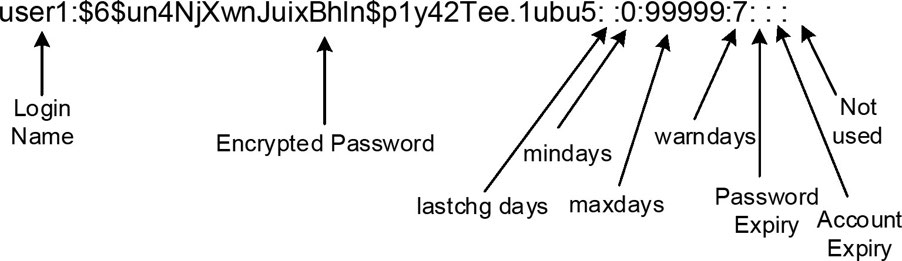 user1:$6$un4NjXwnJuixBhln$p1y42Tee.1ubu5: :0:99999:7: : :
Login
Name
Encrypted Password
lastchg days
mindays
maxdays
warndays
Password
Expiry
Account
Expiry
Not
used